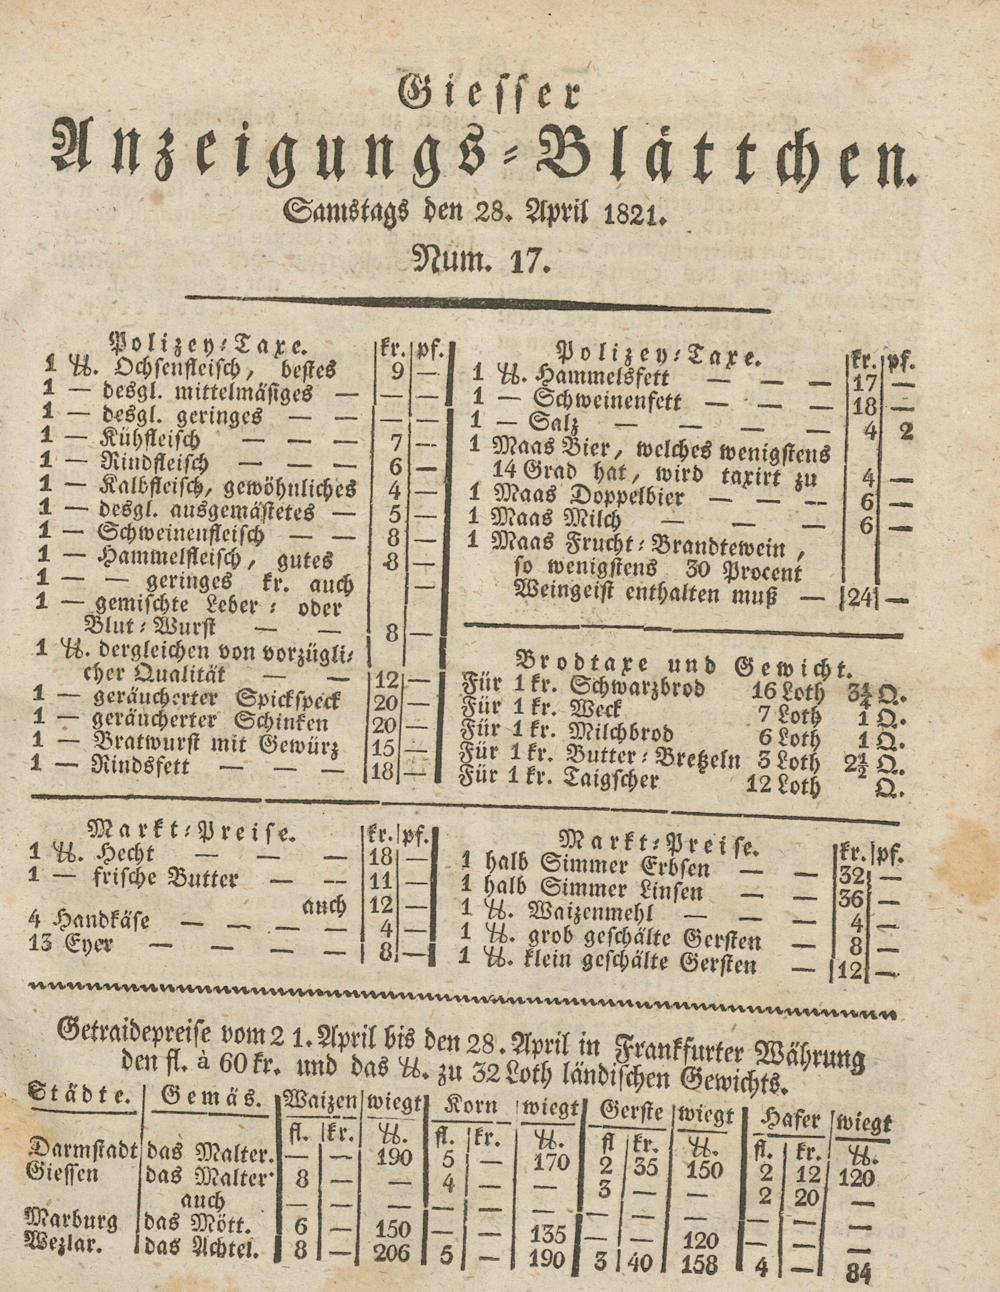 Giesser
Anzeigungs-Blättchen.
Samstags den 28. April 1821.
Num. 17.
Polizey-Taxe. kr. pf.
1 ℔. Ochsenfleisch, bestes 9 —
1 — desgl. mittelmäsiges — — —
1 — desgl. geringes — — — —
1 — Kühfleisch — — — 7 —
1 — Rindfleisch — — — 6 —
1 — Kalbfleisch, gewöhnliches 4 —
1 — desgl. ausgemästetes — 5 —
1 — Schweinenfleisch — — 8 —
1 — Hammelfleisch, gutes 8 —
1 — — geringes kr. auch —
1 — gemischte Leber- oder
Blut-Wurst — — 8 —
1 ℔. dergleichen von vorzügli-
cher Qualität — — 12 —
1 — geräucherter Spickspeck 20 —
1 — geräucherter Schinken 20 —
1 — Bratwurst mit Gewürz 15 —
1 — Rindsfett — — — 18 —
Polizey-Taxe. kr. pf.
1 ℔. Hammelsfett — — — 17 —
1 — Schweinenfett — — — 18 —
1 — Salz — — — — 4 2
1 Maas Bier, welches wenigstens
14 Grad hat, wird taxirt zu 4 —
1 Maas Doppelbier — — — 6 —
1 Maas Milch — — — 6 —
1 Maas Frucht-Brandtewein,
so wenigstens 30 Procent
Weingeist enthalten muß — 24 —
Brodtaxe und Gewicht.
Für 1 kr. Schwarzbrod 16 Loth 3¼ Q.
Für 1 kr. Weck 7 Loth 1 Q.
Für 1 kr. Milchbrod 6 Loth 1 Q.
Für 1 kr. Butter-Bretzeln 3 Loth 2½ Q.
Für 1 kr. Taigscher 12 Loth Q.
Markt-Preise. kr. pf.
1 ℔. Hecht — — — 18 —
1 — frische Butter — — 11 —
auch 12 —
4 Handkäse — — — — 4 —
13 Eyer — — — — 8 —
Markt-Preise. kr. pf.
1 halb Simmer Erbsen — — 32 —
1 halb Simmer Linsen — — 36 —
1 ℔. Waizenmehl — — — 4 —
1 ℔. grob geschälte Gersten — 8 —
1 ℔. klein geschälte Gersten — 12 —
Getraidepreise vom 21. April bis den 28. April in Frankfurter Währung
den fl. à 60 kr. und das ℔. zu 32 Loth ländischen Gewichts.
Städte. Gemäs. Waizen wiegt Korn wiegt Gerste wiegt Hafer wiegt
fl. kr. ℔. fl. kr. ℔. fl kr. ℔. fl. kr. ℔.
Darmstadt das Malter. — — 190 5 — 170 2 35 150 2 12 120
Giessen das Malter 8 — — 4 — — 3 — — 2 20 —
auch — — — — — — — — — — — —
Marburg das Mött. 6 — 150 — — 135 — — 120 — — —
Wezlar. das Achtel. 8 — 206 5 — 190 3 40 158 4 — 84